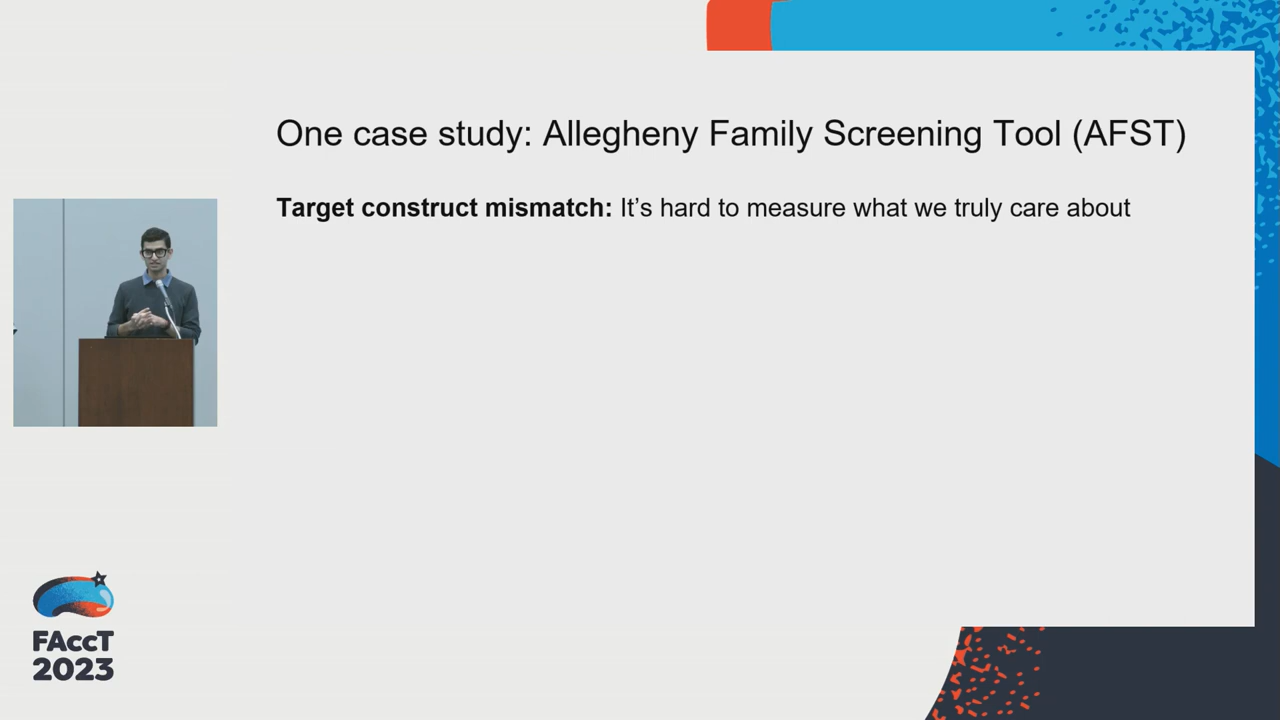 One case study: Allegheny Family Screening Tool (AFST)
Target construct mismatch: It’s hard to measure what we truly care about
FAccT
2023